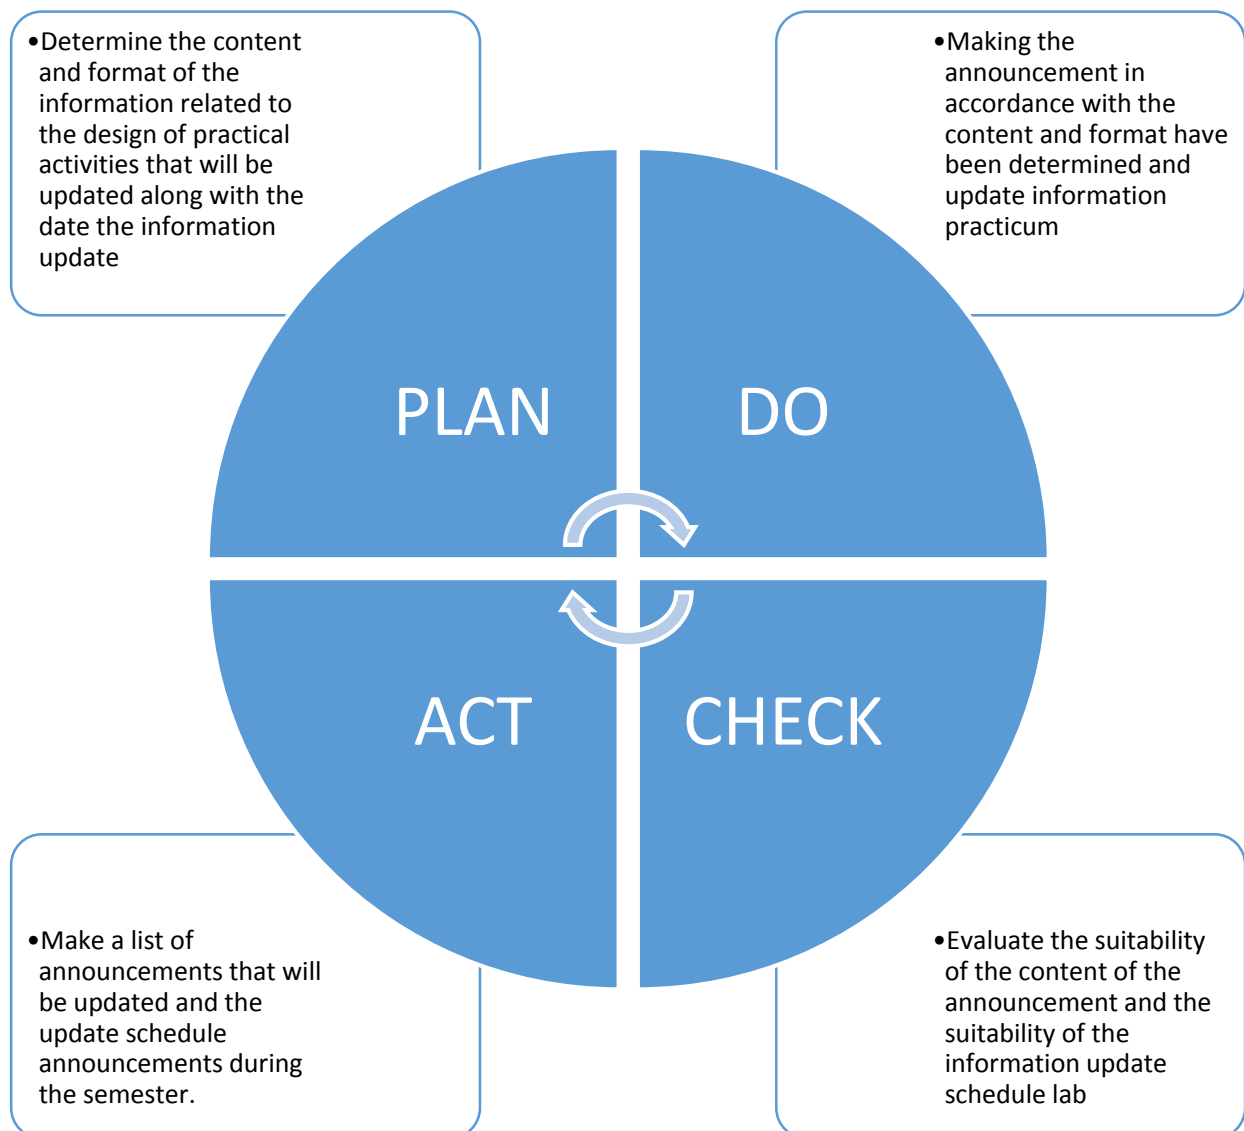 •Determine the content
and format of the
information related to
the design of practical
activities that will be
updated along with the
date the information
update
•Making the
announcement in
accordance with the
content and format have
been determined and
update information
practicum
PLAN
DO
ACT
CHECK
•Make a list of
announcements that will
be updated and the
update schedule
announcements during
the semester.
•Evaluate the suitability
of the content of the
announcement and the
suitability of the
information update
schedule lab